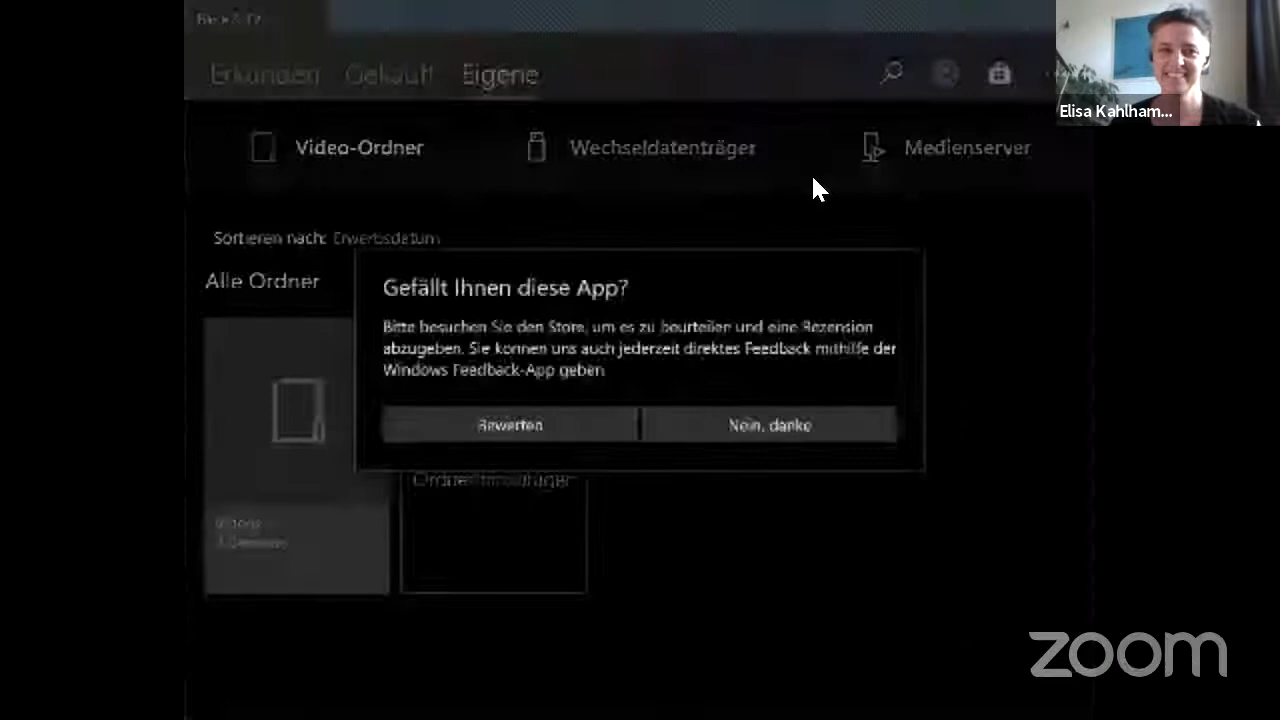 Erkunden Gekauft Eigene
Elisa Kahlham...
Video-Ordner Wechseldatenträger Medienserver
Sortieren nach: Erwerbsdatum
Alle Ordner
Gefällt Ihnen diese App?
Bitte besuchen Sie den Store, um es zu beurteilen und eine Rezension
abzugeben. Sie können uns auch jederzeit direktes Feedback mithilfe der
Windows Feedback-App geben
Bewerten Nein, danke
zoom